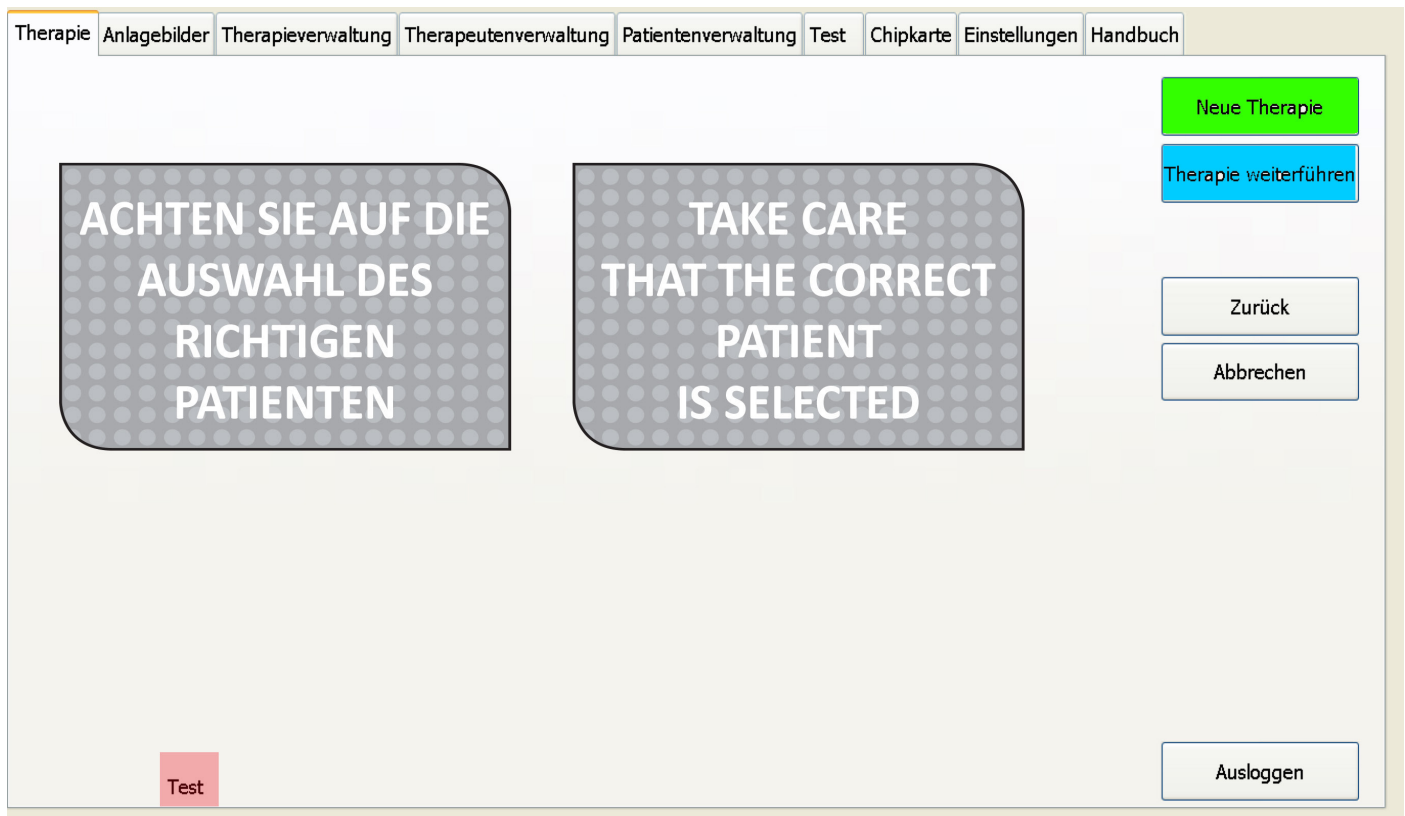 Therapie Anlagebilder Therapieverwaltung Therapeutenverwaltung Patientenverwaltung Test Chipkarte Einstellungen Handbuch
Neue Therapie
Therapie weiterführen
ACHTEN SIE AUF DIE
AUSWAHL DES
RICHTIGEN
PATIENTEN
TAKE CARE
THAT THE CORRECT
PATIENT
IS SELECTED
Zurück
Abbrechen
Test
Ausloggen